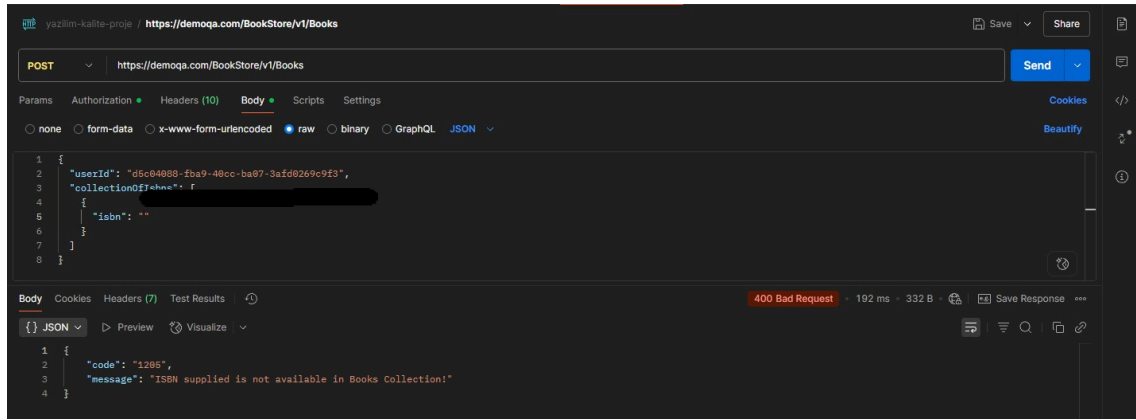 yazilim-kalite-proje / https://demoqa.com/BookStore/v1/Books Save Share
POST https://demoqa.com/BookStore/v1/Books Send
Params Authorization Headers (10) Body Scripts Settings Cookies
none form-data x-www-form-urlencoded raw binary GraphQL JSON Beautify
1 {
2 "userId": "d5c04088-fba9-40cc-ba07-3afd0269c9f3",
3 "collectionOfIsbns": [
4 {
5 "isbn": ""
6 }
7 ]
8 }
Body Cookies Headers (7) Test Results 400 Bad Request 192 ms 332 B Save Response
{} JSON Preview Visualize
1 {
2 "code": "1205",
3 "message": "ISBN supplied is not available in Books Collection!"
4 }